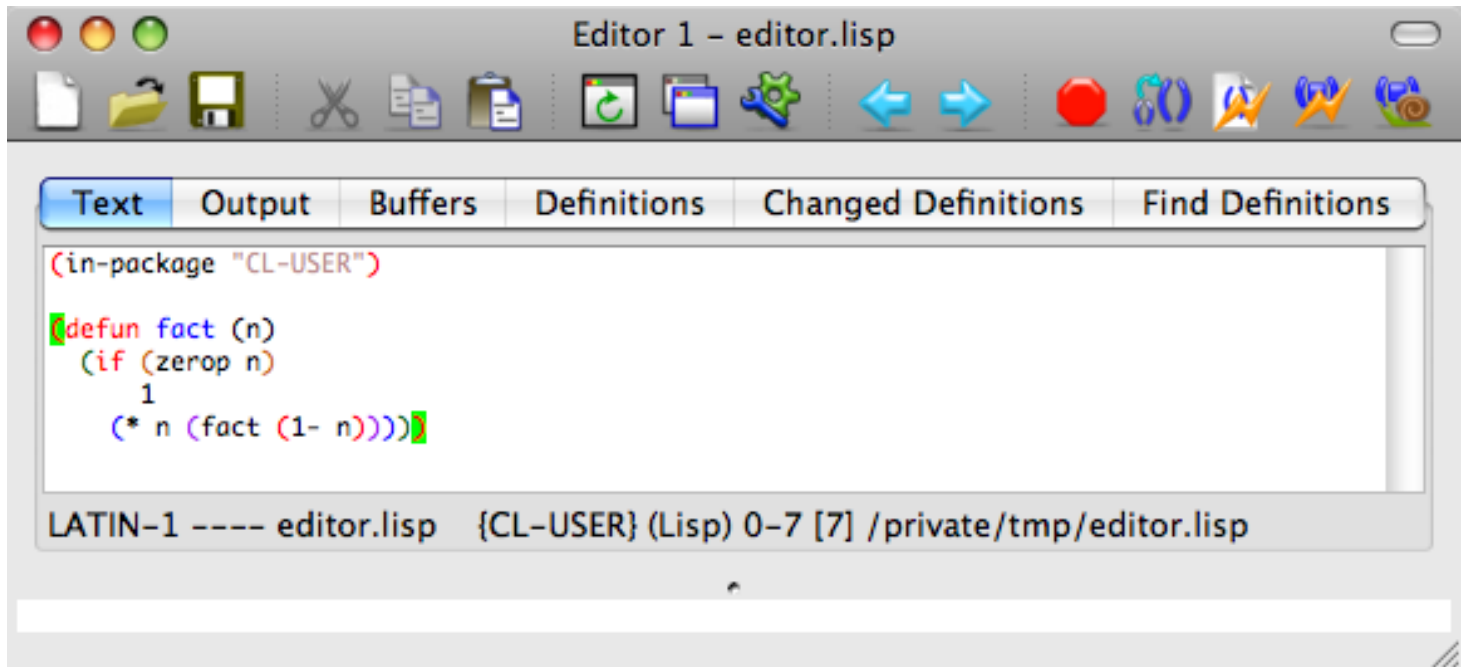 Editor 1 – editor.lisp
Text Output Buffers Definitions Changed Definitions Find Definitions
(in-package "CL-USER")
(defun fact (n)
  (if (zerop n)
      1
    (* n (fact (1- n)))))
LATIN-1 ---- editor.lisp {CL-USER} (Lisp) 0-7 [7] /private/tmp/editor.lisp